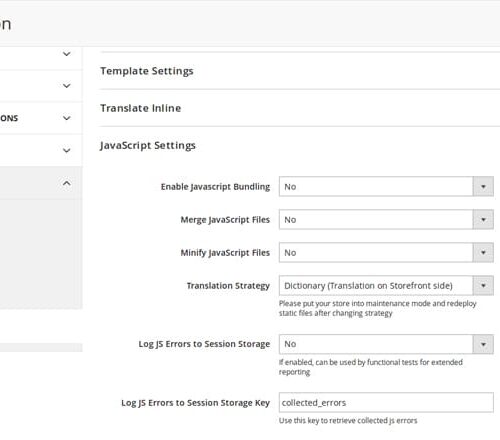 on
Template Settings
Translate Inline
ONS
JavaScript Settings
Enable Javascript Bundling No
Merge JavaScript Files No
Minify JavaScript Files No
Translation Strategy Dictionary (Translation on Storefront side)
Please put your store into maintenance mode and redeploy
static files after changing strategy
Log JS Errors to Session Storage No
If enabled, can be used by functional tests for extended
reporting
Log JS Errors to Session Storage Key collected_errors
Use this key to retrieve collected js errors